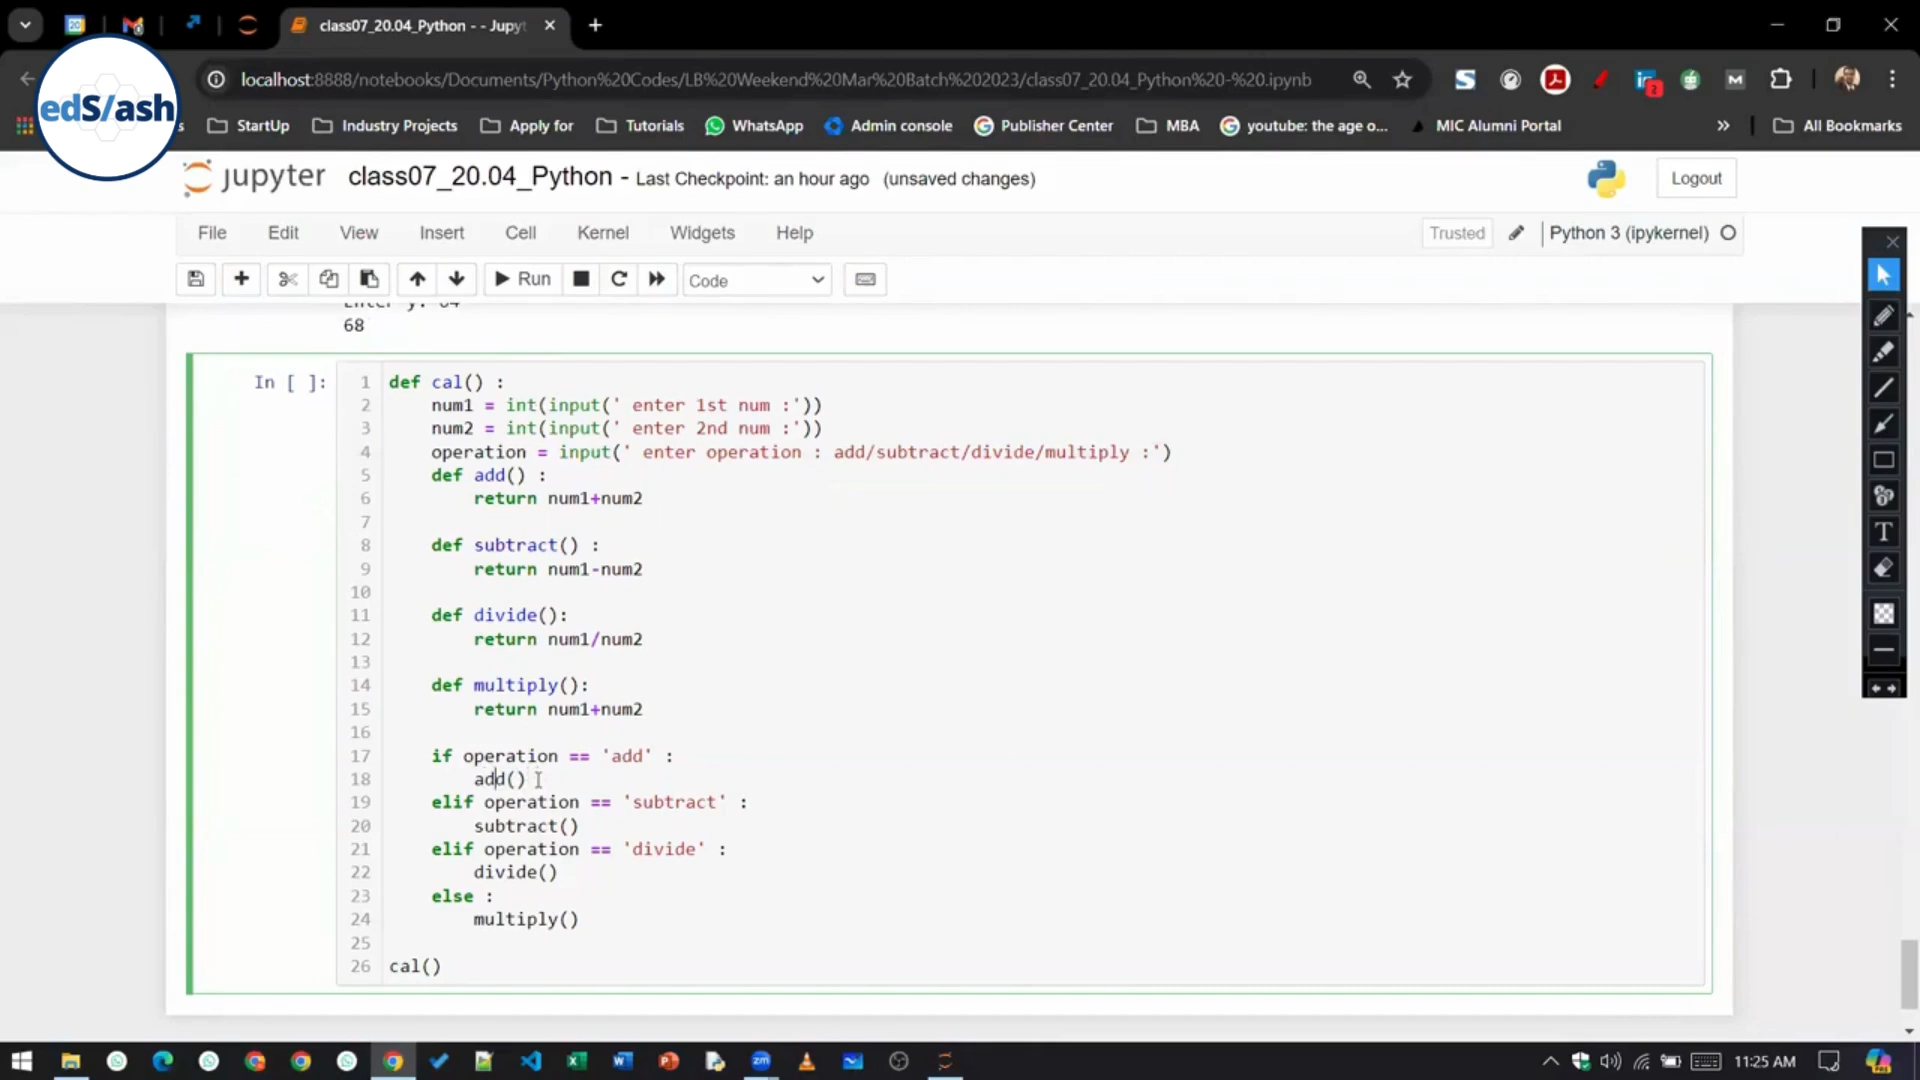 class07_20.04_Python - - Jupyt
localhost:8888/notebooks/Documents/Python%20Codes/LB%20Weekend%20Mar%20Batch%202023/class07_20.04_Python%20-%20.ipynb
edS/ash
s StartUp Industry Projects Apply for Tutorials WhatsApp Admin console Publisher Center MBA youtube: the age o... MIC Alumni Portal » All Bookmarks
jupyter class07_20.04_Python - Last Checkpoint: an hour ago (unsaved changes) Logout
File Edit View Insert Cell Kernel Widgets Help Trusted Python 3 (ipykernel)
Run Code
Enter y: 64
68
In [ ]: 1 def cal() :
2 num1 = int(input(' enter 1st num :'))
3 num2 = int(input(' enter 2nd num :'))
4 operation = input(' enter operation : add/subtract/divide/multiply :')
5 def add() :
6 return num1+num2
7
8 def subtract() :
9 return num1-num2
10
11 def divide():
12 return num1/num2
13
14 def multiply():
15 return num1+num2
16
17 if operation == 'add' :
18 add()
19 elif operation == 'subtract' :
20 subtract()
21 elif operation == 'divide' :
22 divide()
23 else :
24 multiply()
25
26 cal()
T
11:25 AM